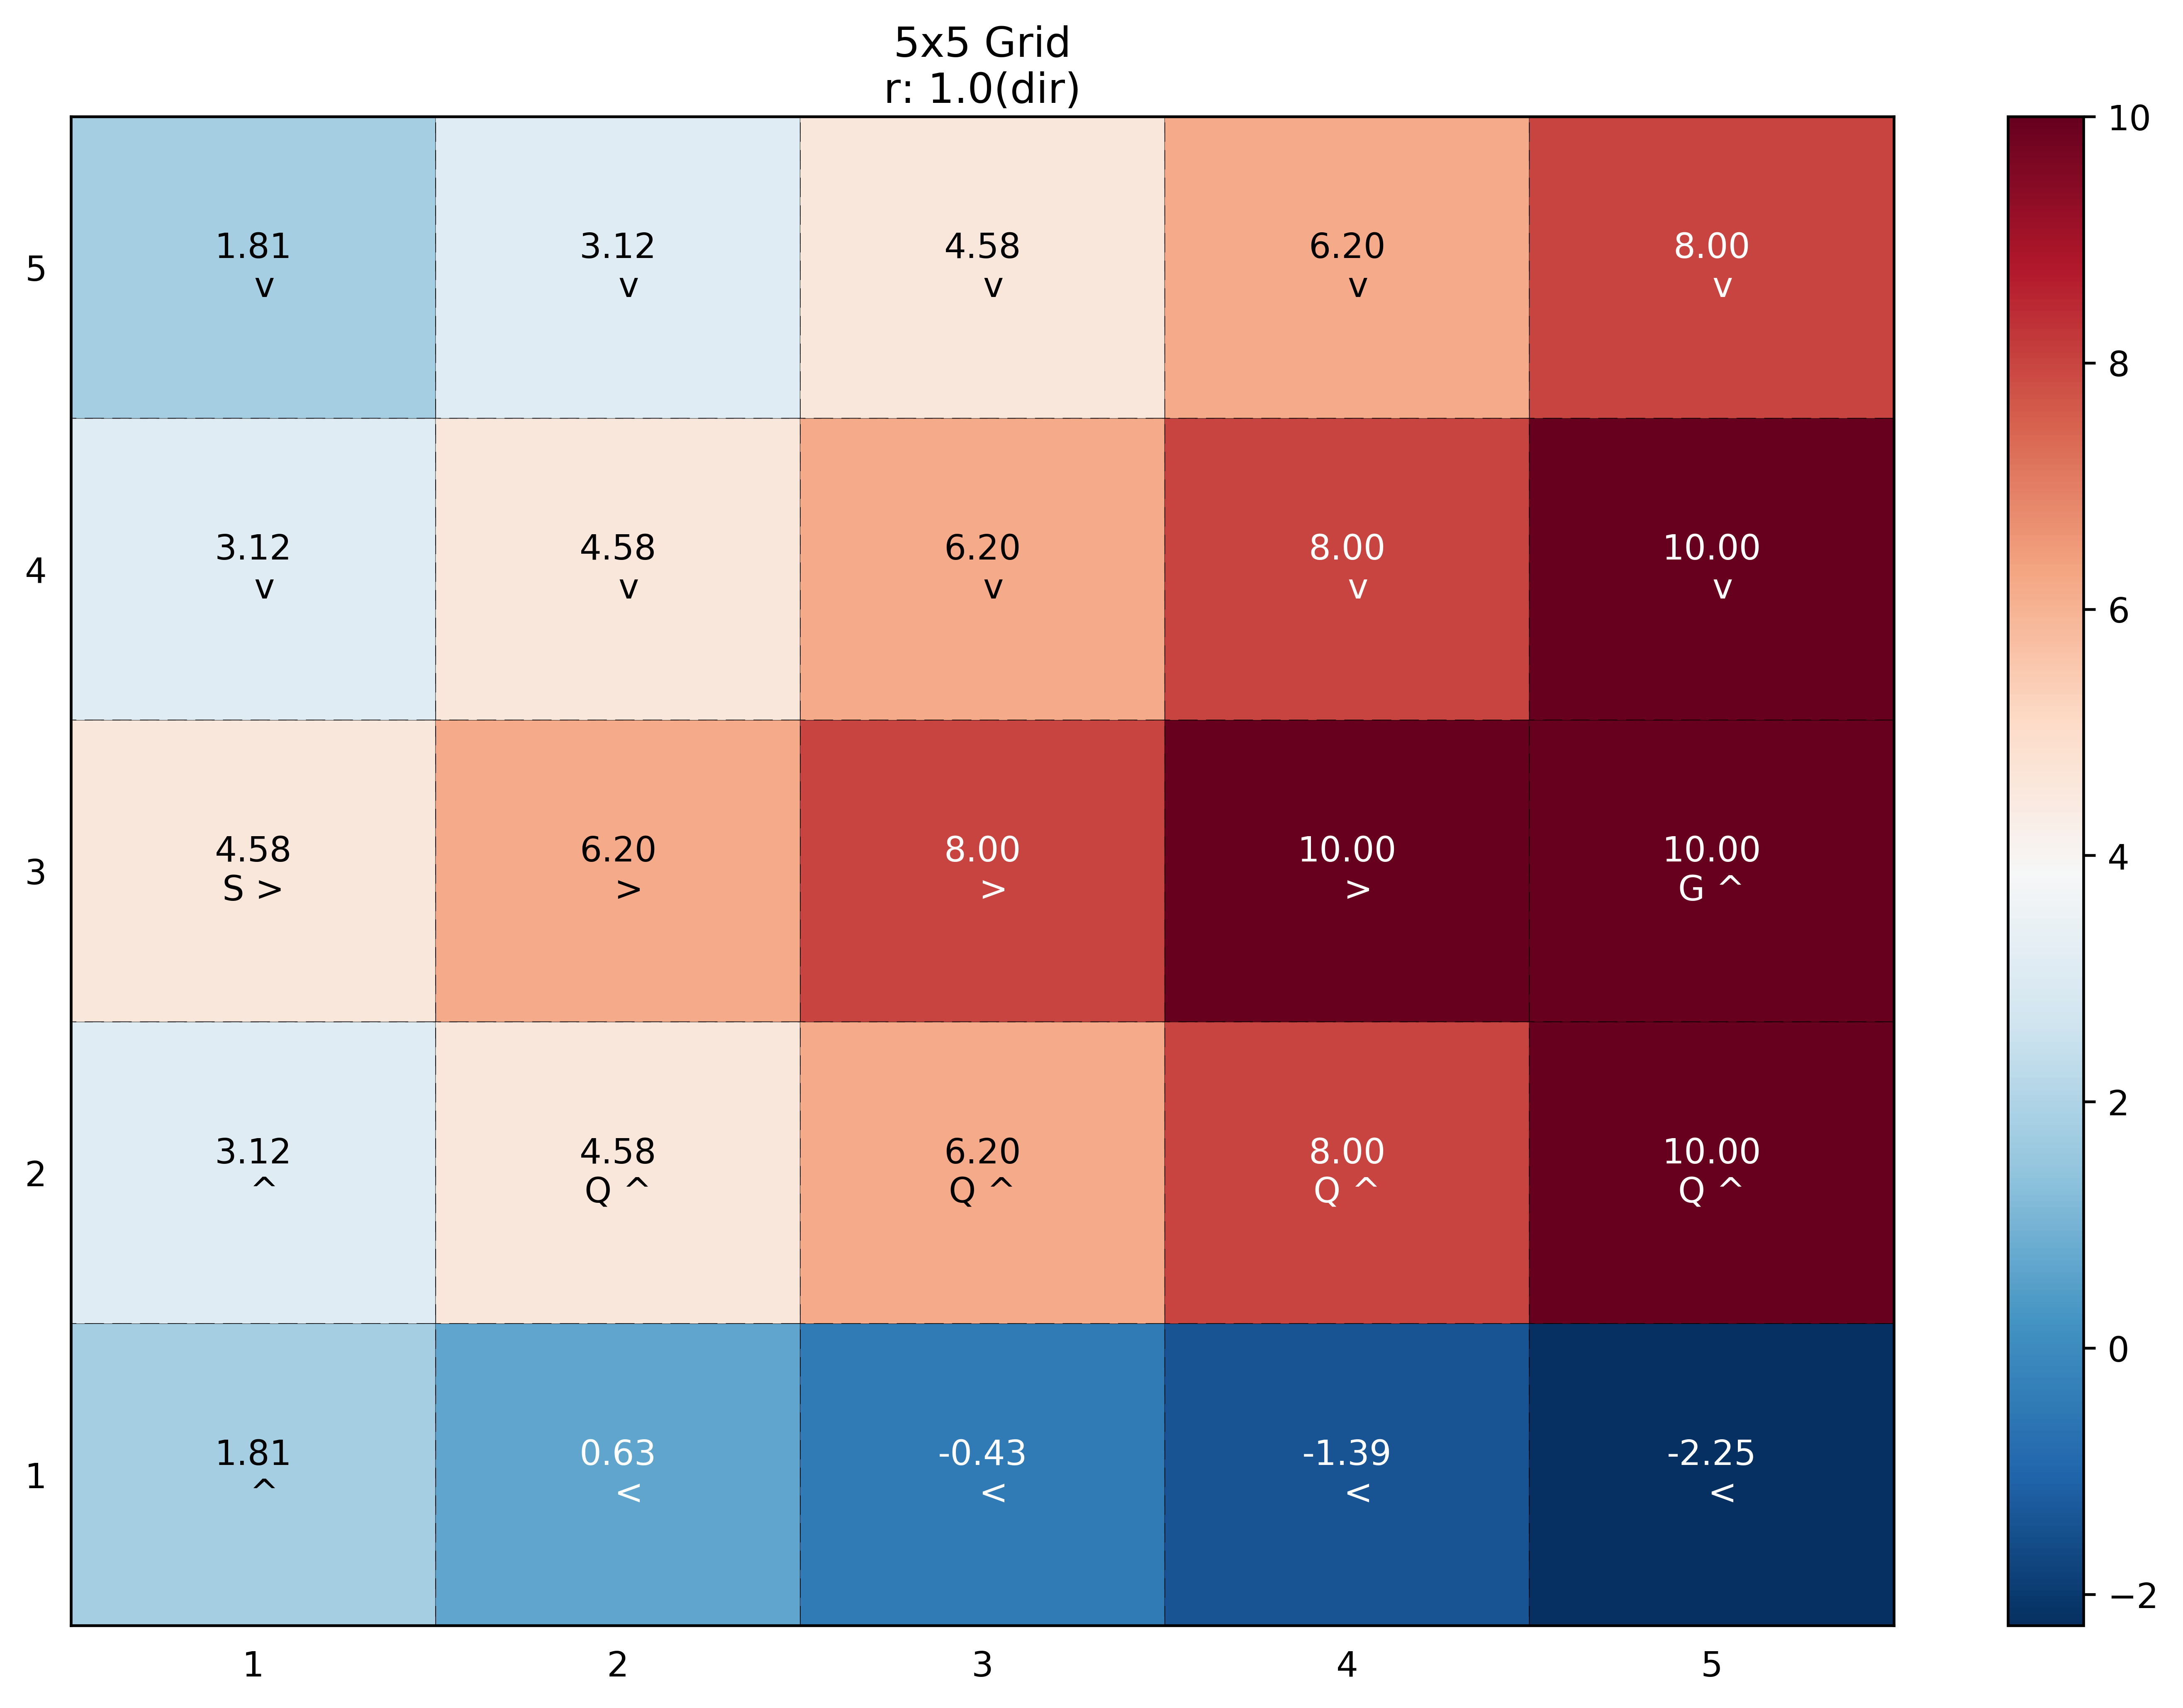 5x5 Grid
r: 1.0(dir)
10
5
1.81
v
3.12
v
4.58
v
6.20
v
8.00
v
8
4
3.12
v
4.58
v
6.20
v
8.00
v
10.00
v
6
3
4.58
S >
6.20
>
8.00
>
10.00
>
10.00
G ^
4
2
3.12
^
4.58
Q ^
6.20
Q ^
8.00
Q ^
10.00
Q ^
2
0
1
1.81
^
0.63
<
-0.43
<
-1.39
<
-2.25
<
−2
1
2
3
4
5